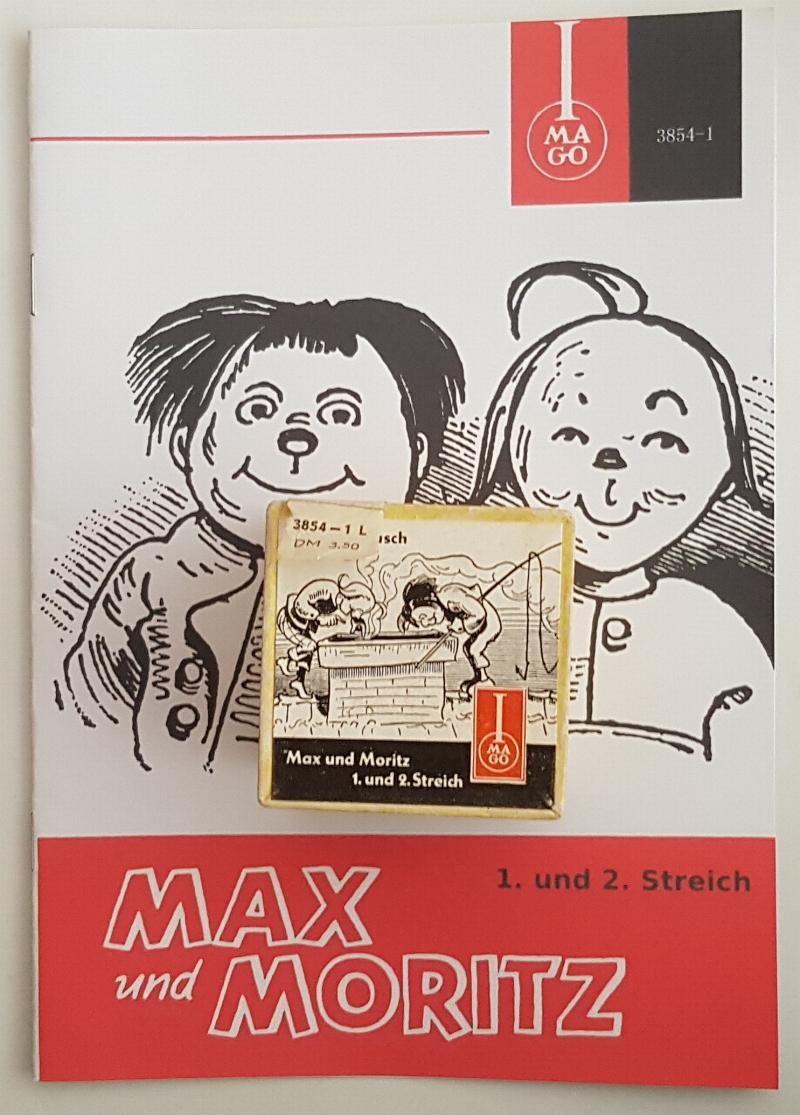 I
MA
GO
3854-1
3854-1 L
DM 3.50
usch
I
MA
GO
Max und Moritz
1. und 2. Streich
1. und 2. Streich
MAX
und MORITZ